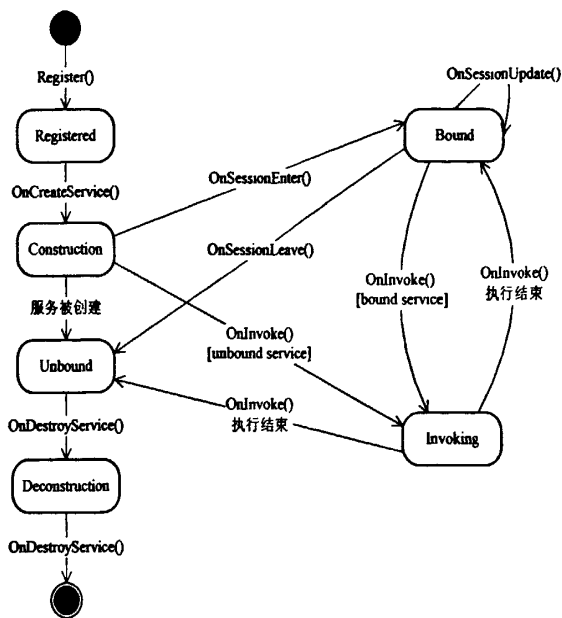 Register()
OnSessionUpdate()
Registered
Bound
OnCreateService()
OnSessionEnter()
Construction
OnSessionLeave()
服务被创建
OnInvoke()
[bound service]
OnInvoke()
执行结束
OnInvoke()
[unbound service]
Unbound
OnInvoke()
执行结束
OnDestroyService()
Invoking
Deconstruction
OnDestroyService()